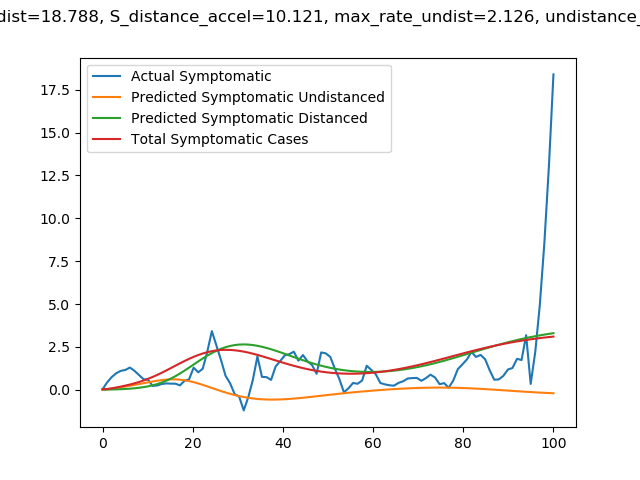 dist=18.788, S_distance_accel=10.121, max_rate_undist=2.126, undistance_
Actual Symptomatic
Predicted Symptomatic Undistanced
Predicted Symptomatic Distanced
Total Symptomatic Cases
17.5
15.0
12.5
10.0
7.5
5.0
2.5
0.0
0 20 40 60 80 100